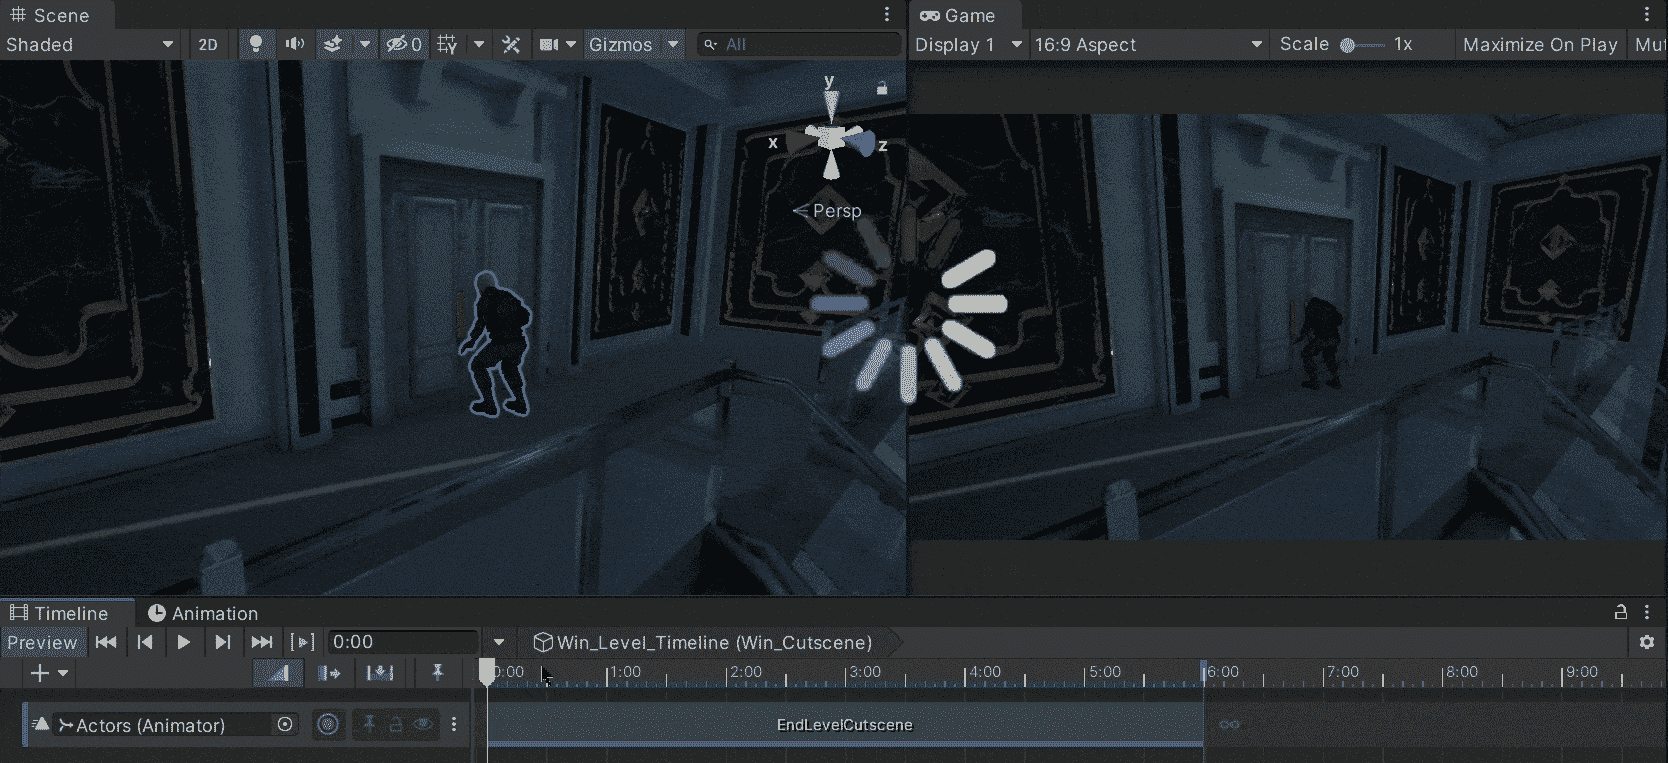 Scene
Game
Shaded
2D
0
Gizmos
All
Display 1
16:9 Aspect
Scale
1x
Maximize On Play
Mut
y
x
z
Persp
Timeline
Animation
Preview
0:00
Win_Level_Timeline (Win_Cutscene)
0:00
1:00
2:00
3:00
4:00
5:00
6:00
7:00
8:00
9:00
Actors (Animator)
EndLevelCutscene